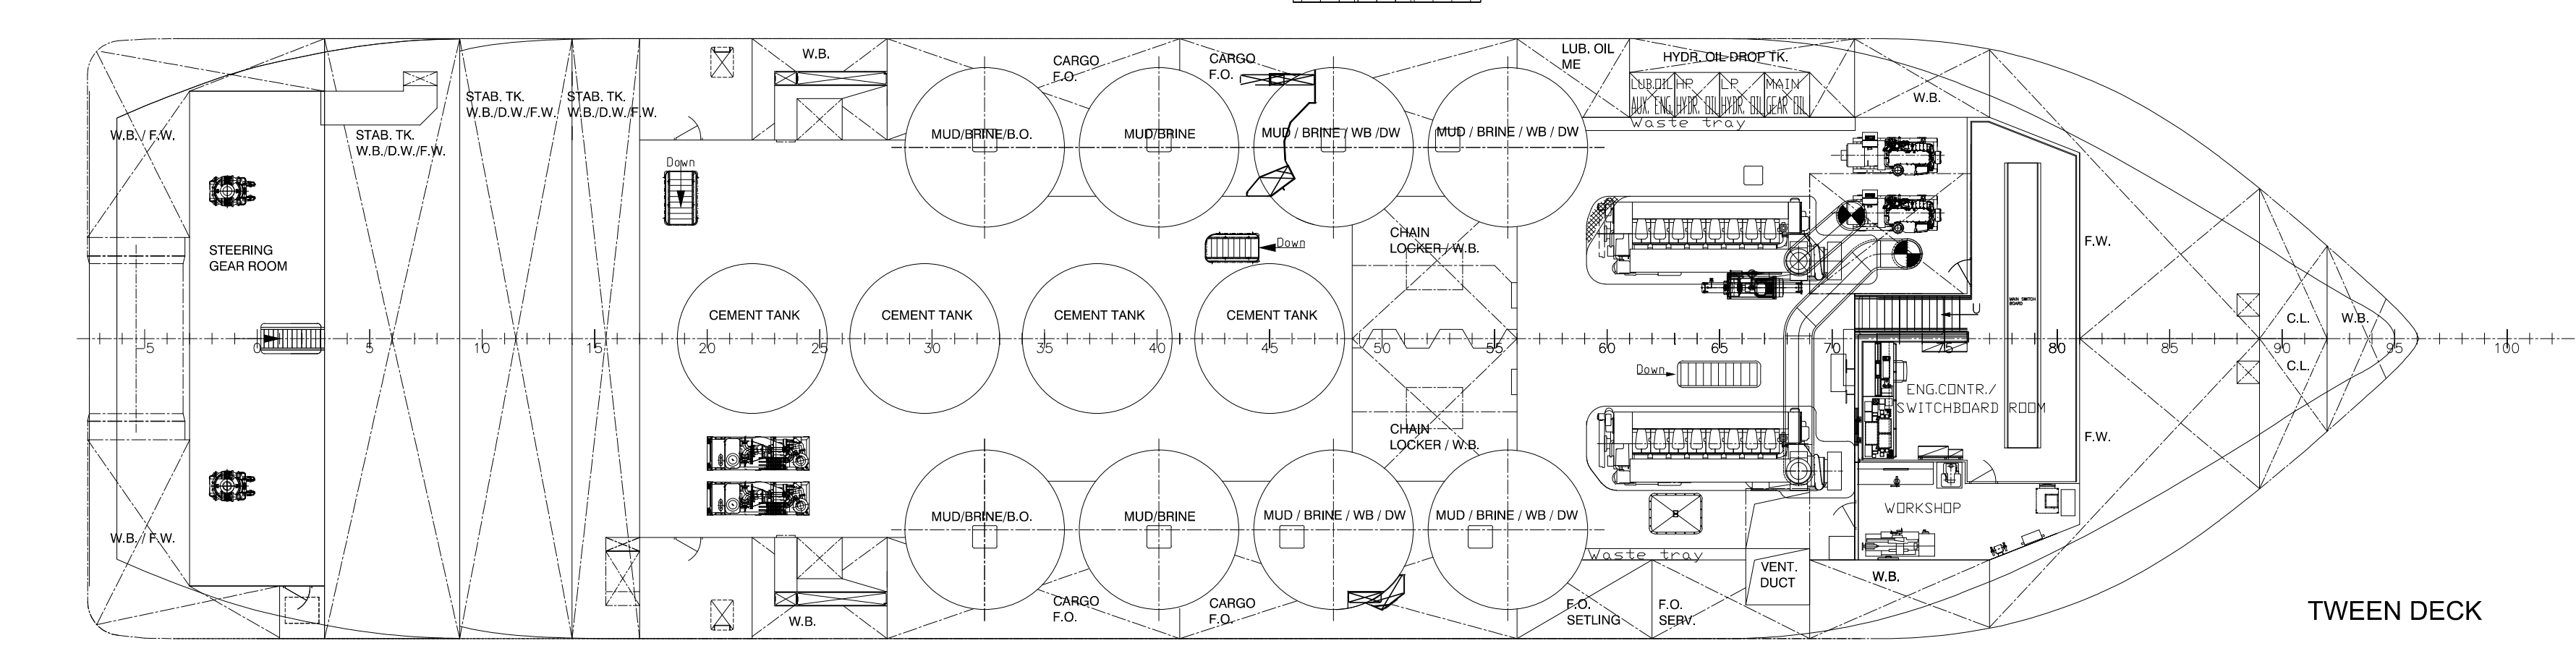 W.B.
CARGO
F.O.
CARGO
F.O.
LUB. OIL
ME
HYDR. OIL DROP TK.
LUB.OIL
AUX. ENG.
HP.
HYDR. OIL
LP.
HYDR. OIL
MAIN
GEAR OIL
Waste tray
W.B.
STAB. TK.
W.B./D.W./F.W.
STAB. TK.
W.B./D.W./F.W.
STAB. TK.
W.B./D.W./F.W.
W.B. / F.W.
MUD/BRINE/B.O.
MUD/BRINE
MUD / BRINE / WB / DW
MUD / BRINE / WB / DW
Down
STEERING
GEAR ROOM
Down
CHAIN
LOCKER / W.B.
F.W.
CEMENT TANK
CEMENT TANK
CEMENT TANK
CEMENT TANK
MAIN SWITCH
BOARD
U
C.L.
W.B.
-5 0 5 10 15 20 25 30 35 40 45 50 55 60 65 70 75 80 85 90 95 100
C.L.
Down
ENG.CONTR./
SWITCHBOARD ROOM
CHAIN
LOCKER / W.B.
F.W.
MUD/BRINE/B.O.
MUD/BRINE
MUD / BRINE / WB / DW
MUD / BRINE / WB / DW
B
WORKSHOP
W.B. / F.W.
Waste tray
VENT.
DUCT
W.B.
W.B.
CARGO
F.O.
CARGO
F.O.
F.O.
SETLING
F.O.
SERV.
TWEEN DECK